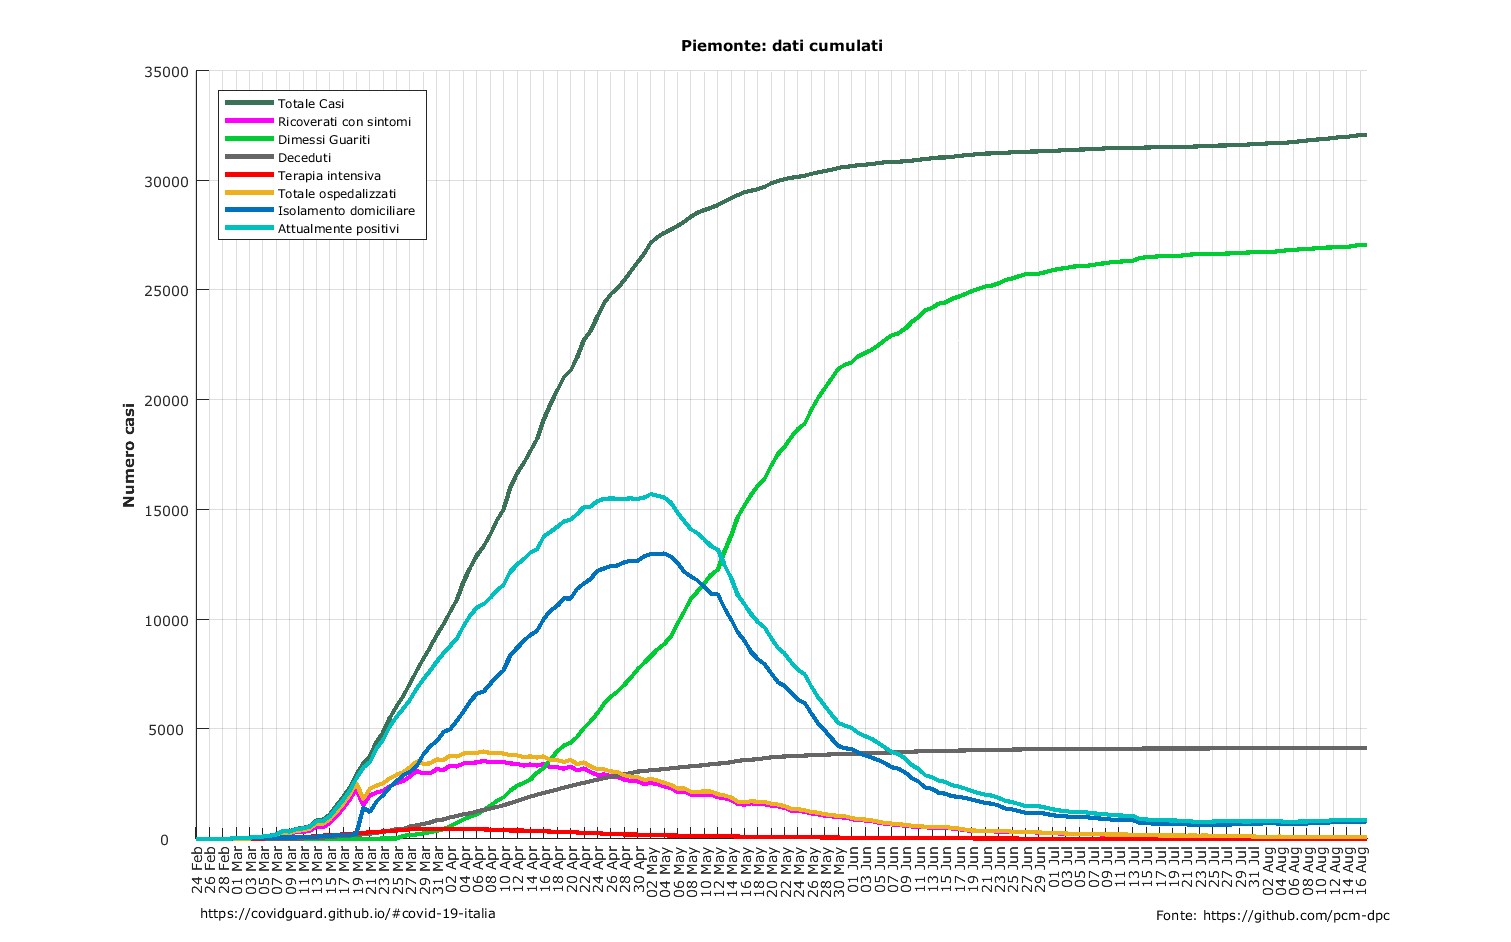 Piemonte: dati cumulati
35000
30000
25000
20000
15000
10000
5000
0
Numero casi
Totale Casi
Ricoverati con sintomi
Dimessi Guariti
Deceduti
Terapia intensiva
Totale ospedalizzati
Isolamento domiciliare
Attualmente positivi
24 Feb
26 Feb
28 Feb
01 Mar
03 Mar
05 Mar
07 Mar
09 Mar
11 Mar
13 Mar
15 Mar
17 Mar
19 Mar
21 Mar
23 Mar
25 Mar
27 Mar
29 Mar
31 Mar
02 Apr
04 Apr
06 Apr
08 Apr
10 Apr
12 Apr
14 Apr
16 Apr
18 Apr
20 Apr
22 Apr
24 Apr
26 Apr
28 Apr
30 Apr
02 May
04 May
06 May
08 May
10 May
12 May
14 May
16 May
18 May
20 May
22 May
24 May
26 May
28 May
30 May
01 Jun
03 Jun
05 Jun
07 Jun
09 Jun
11 Jun
13 Jun
15 Jun
17 Jun
19 Jun
21 Jun
23 Jun
25 Jun
27 Jun
29 Jun
01 Jul
03 Jul
05 Jul
07 Jul
09 Jul
11 Jul
13 Jul
15 Jul
17 Jul
19 Jul
21 Jul
23 Jul
25 Jul
27 Jul
29 Jul
31 Jul
02 Aug
04 Aug
06 Aug
08 Aug
10 Aug
12 Aug
14 Aug
16 Aug
https://covidguard.github.io/#covid-19-italia
Fonte: https://github.com/pcm-dpc